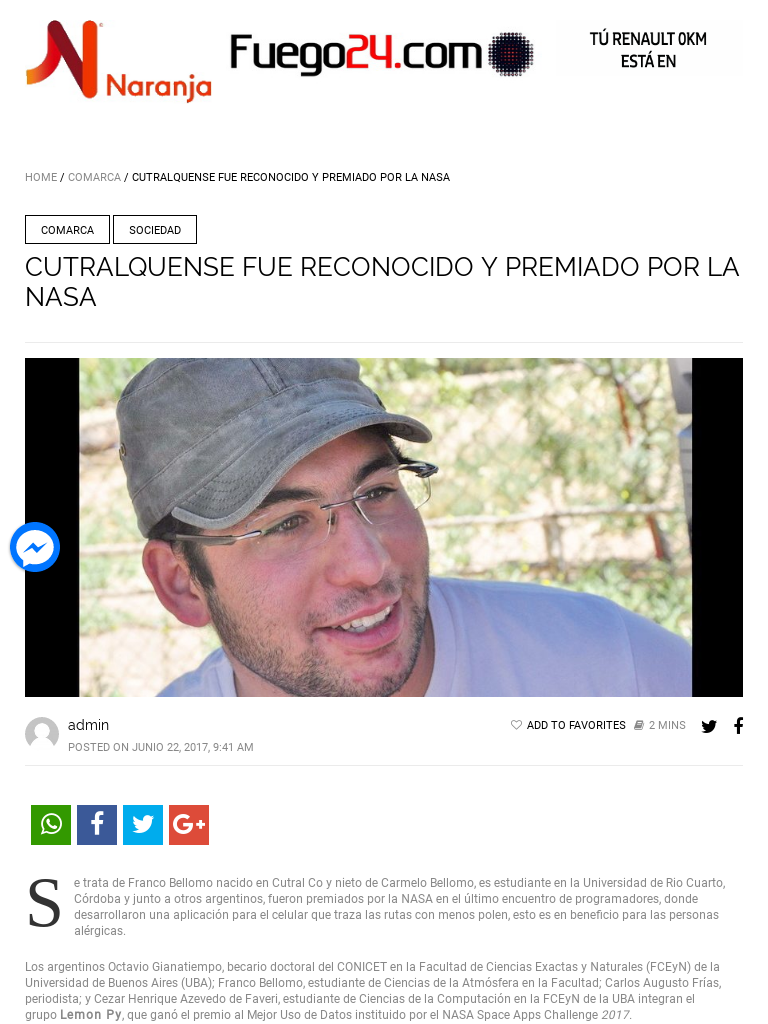 Naranja
Fuego24.com
TÚ RENAULT 0KM
ESTÁ EN
HOME / COMARCA / CUTRALQUENSE FUE RECONOCIDO Y PREMIADO POR LA NASA
COMARCA SOCIEDAD
CUTRALQUENSE FUE RECONOCIDO Y PREMIADO POR LA
NASA
admin
ADD TO FAVORITES 2 MINS
POSTED ON JUNIO 22, 2017, 9:41 AM
Se trata de Franco Bellomo nacido en Cutral Co y nieto de Carmelo Bellomo, es estudiante en la Universidad de Rio Cuarto,
Córdoba y junto a otros argentinos, fueron premiados por la NASA en el último encuentro de programadores, donde
desarrollaron una aplicación para el celular que traza las rutas con menos polen, esto es en beneficio para las personas
alérgicas.
Los argentinos Octavio Gianatiempo, becario doctoral del CONICET en la Facultad de Ciencias Exactas y Naturales (FCEyN) de la
Universidad de Buenos Aires (UBA); Franco Bellomo, estudiante de Ciencias de la Atmósfera en la Facultad; Carlos Augusto Frías,
periodista; y Cezar Henrique Azevedo de Faveri, estudiante de Ciencias de la Computación en la FCEyN de la UBA integran el
grupo Lemon Py, que ganó el premio al Mejor Uso de Datos instituido por el NASA Space Apps Challenge 2017.